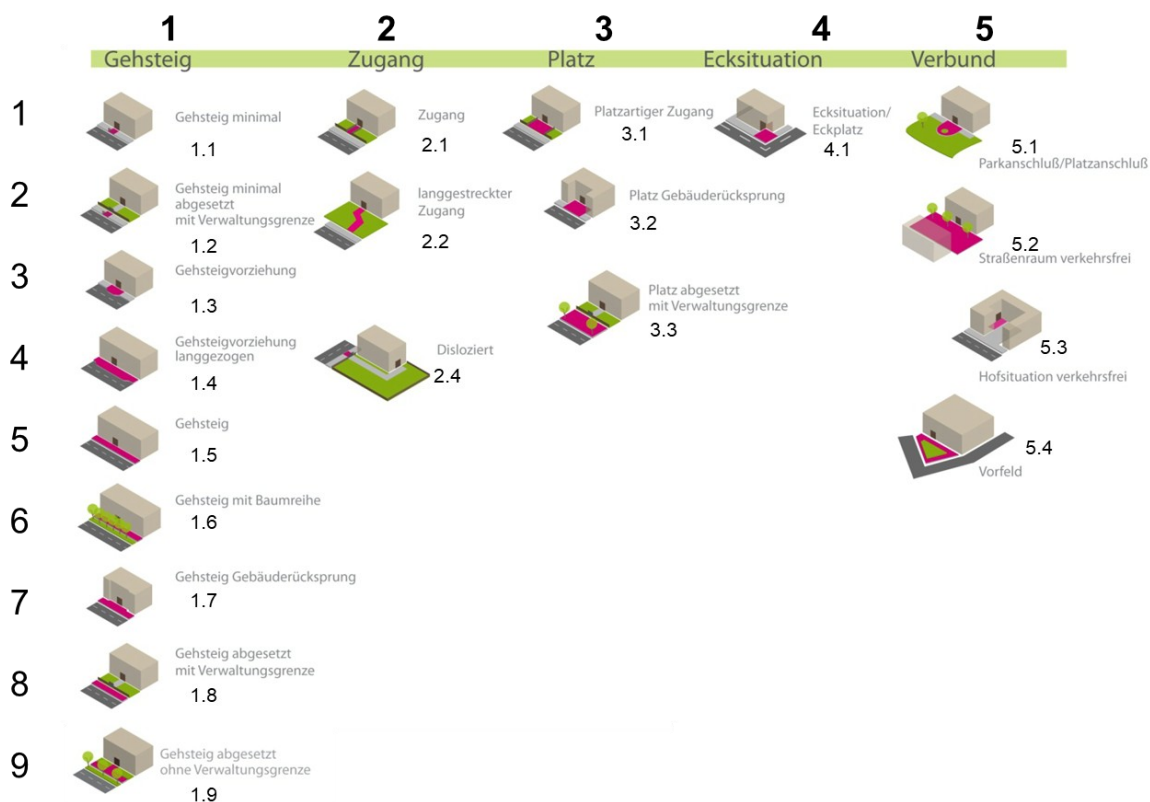 1 2 3 4 5
Gehsteig Zugang Platz Ecksituation Verbund
1
Gehsteig minimal
1.1
Zugang
2.1
Platzartiger Zugang
3.1
Ecksituation/
Eckplatz
4.1
5.1
Parkanschluß/Platzanschluß
2
Gehsteig minimal
abgesetzt
mit Verwaltungsgrenze
1.2
langgestreckter
Zugang
2.2
Platz Gebäuderücksprung
3.2
5.2
Straßenraum verkehrsfrei
3
Gehsteigvorziehung
1.3
Platz abgesetzt
mit Verwaltungsgrenze
3.3
5.3
Hofsituation verkehrsfrei
4
Gehsteigvorziehung
langgezogen
1.4
Disloziert
2.4
5
Gehsteig
1.5
5.4
Vorfeld
6
Gehsteig mit Baumreihe
1.6
7
Gehsteig Gebäuderücksprung
1.7
8
Gehsteig abgesetzt
mit Verwaltungsgrenze
1.8
9
Gehsteig abgesetzt
ohne Verwaltungsgrenze
1.9